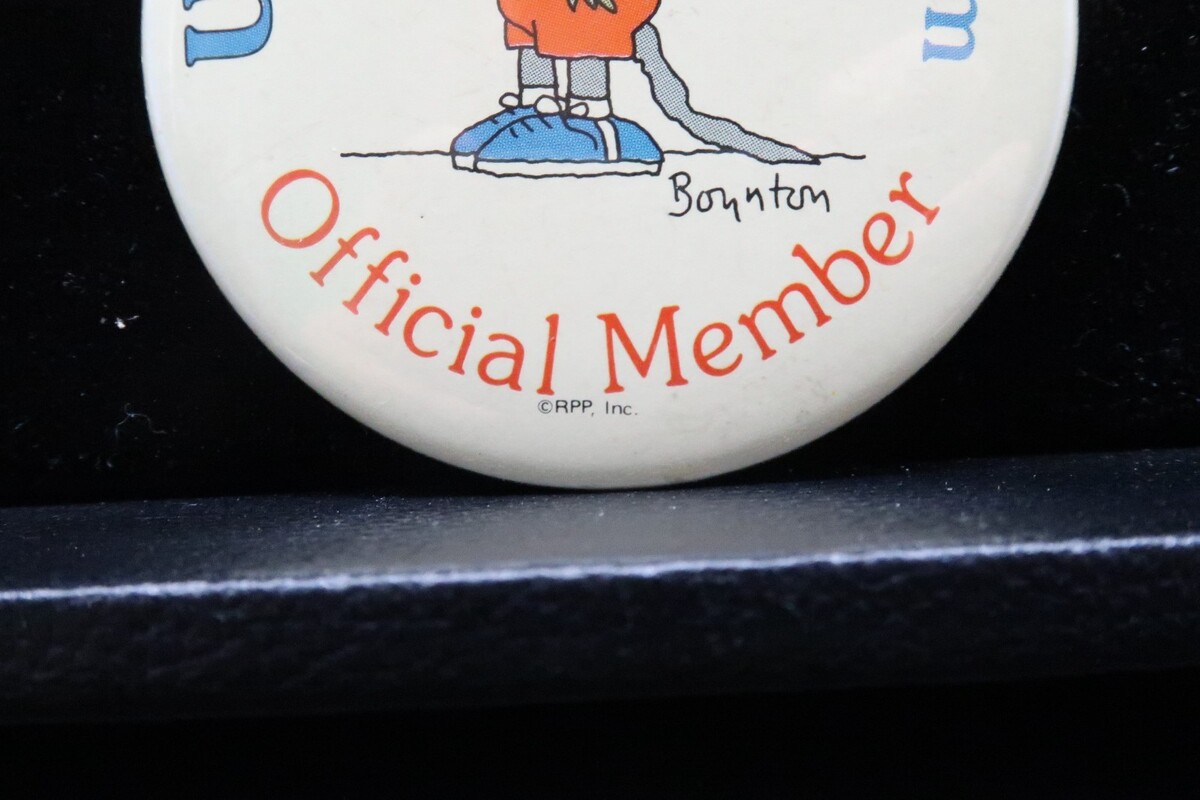 U
m
Boynton
Official Member
©RPP, Inc.